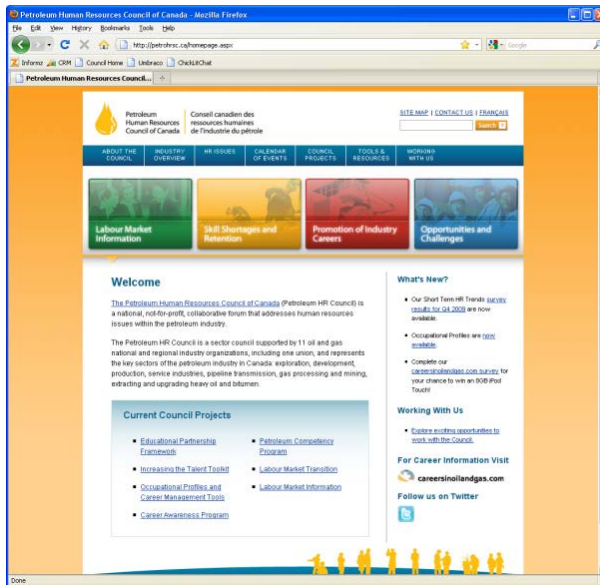 Petroleum Human Resources Council of Canada - Mozilla Firefox
File Edit View History Bookmarks Tools Help
http://petrohrsc.ca/homepage.aspx
Google
Informz CRM Council Home Umbraco ChickLitChat
Petroleum Human Resources Council...
Petroleum
Human Resources
Council of Canada
Conseil canadien des
ressources humaines
de l'industrie du pétrole
SITE MAP | CONTACT US | FRANÇAIS
Search
ABOUT THE COUNCIL
INDUSTRY OVERVIEW
HR ISSUES
CALENDAR OF EVENTS
COUNCIL PROJECTS
TOOLS & RESOURCES
WORKING WITH US
Labour Market
Information
Skill Shortages and
Retention
Promotion of Industry
Careers
Opportunities and
Challenges
Welcome
The Petroleum Human Resources Council of Canada (Petroleum HR Council) is
a national, not-for-profit, collaborative forum that addresses human resources
issues within the petroleum industry.
The Petroleum HR Council is a sector council supported by 11 oil and gas
national and regional industry organizations, including one union, and represents
the key sectors of the petroleum industry in Canada: exploration, development,
production, service industries, pipeline transmission, gas processing and mining,
extracting and upgrading heavy oil and bitumen.
Current Council Projects
Educational Partnership
Framework
Increasing the Talent Toolkit
Occupational Profiles and
Career Management Tools
Career Awareness Program
Petroleum Competency
Program
Labour Market Transition
Labour Market Information
What's New?
Our Short Term HR Trends survey
results for Q4 2009 are now
available.
Occupational Profiles are now
available.
Complete our
careersinoilandgas.com survey for
your chance to win an 8GB iPod
Touch!
Working With Us
Explore exciting opportunities to
work with the Council.
For Career Information Visit
careersinoilandgas.com
Follow us on Twitter
Done